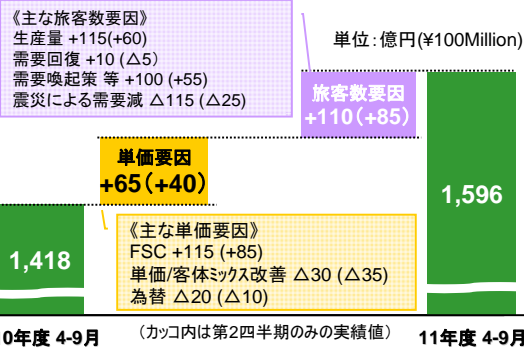 《主な旅客数要因》
生産量 +115(+60)
需要回復 +10 (△5)
需要喚起策 等 +100 (+55)
震災による需要減 △115 (△25)
単位：億円(¥100Million)
旅客数要因
+110(+85)
単価要因
+65(+40)
1,596
1,418
《主な単価要因》
FSC +115 (+85)
単価/客体ミックス改善 △30 (△35)
為替 △20 (△10)
0年度 4-9月
(カッコ内は第2四半期のみの実績値)
11年度 4-9月